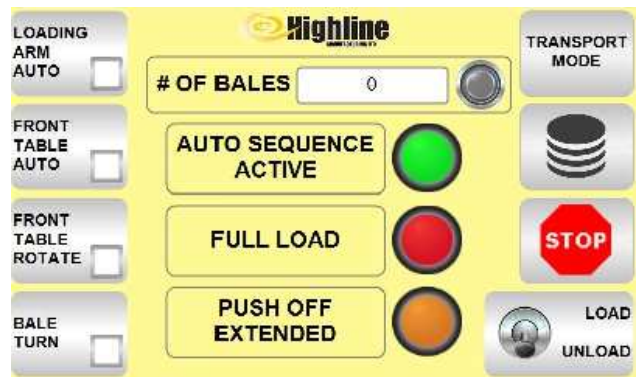 LOADING
ARM
AUTO
Highline
TRANSPORT
MODE
# OF BALES
0
FRONT
TABLE
AUTO
AUTO SEQUENCE
ACTIVE
FRONT
TABLE
ROTATE
FULL LOAD
STOP
BALE
TURN
PUSH OFF
EXTENDED
LOAD
UNLOAD